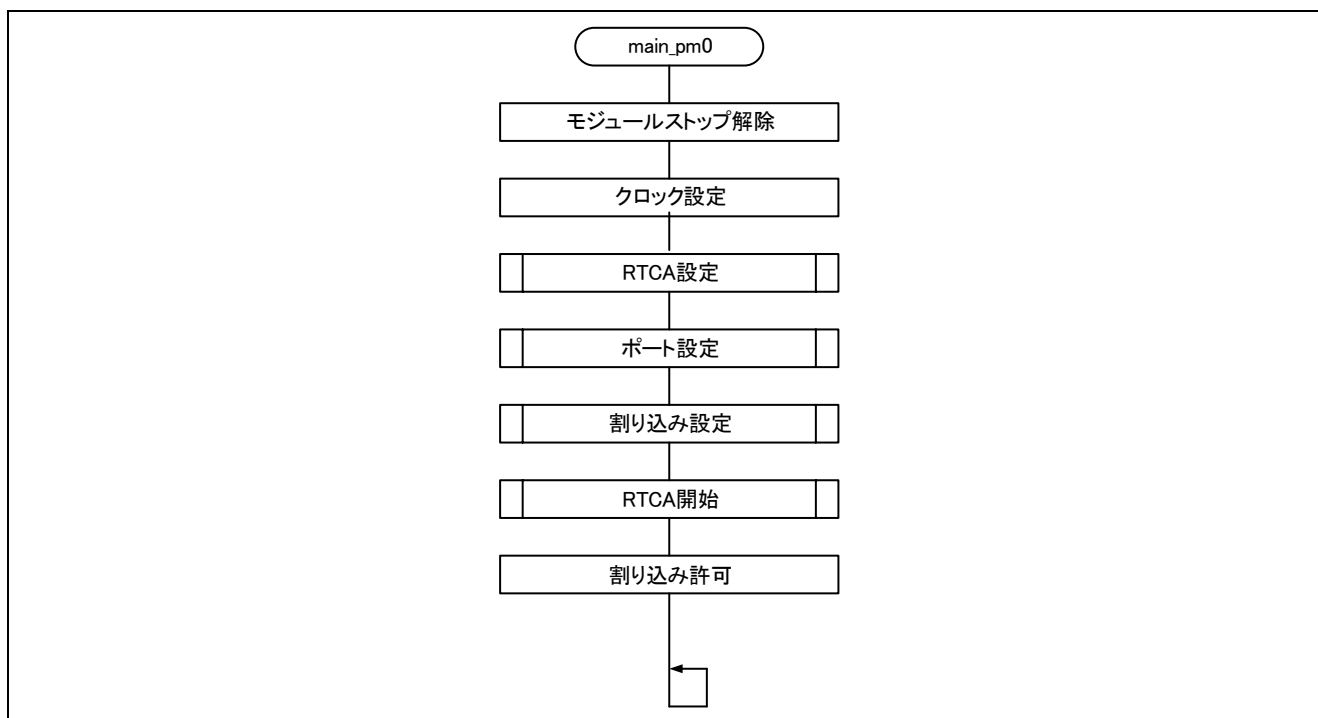 main_pm0
モジュールストップ解除
クロック設定
RTCA設定
ポート設定
割り込み設定
RTCA開始
割り込み許可